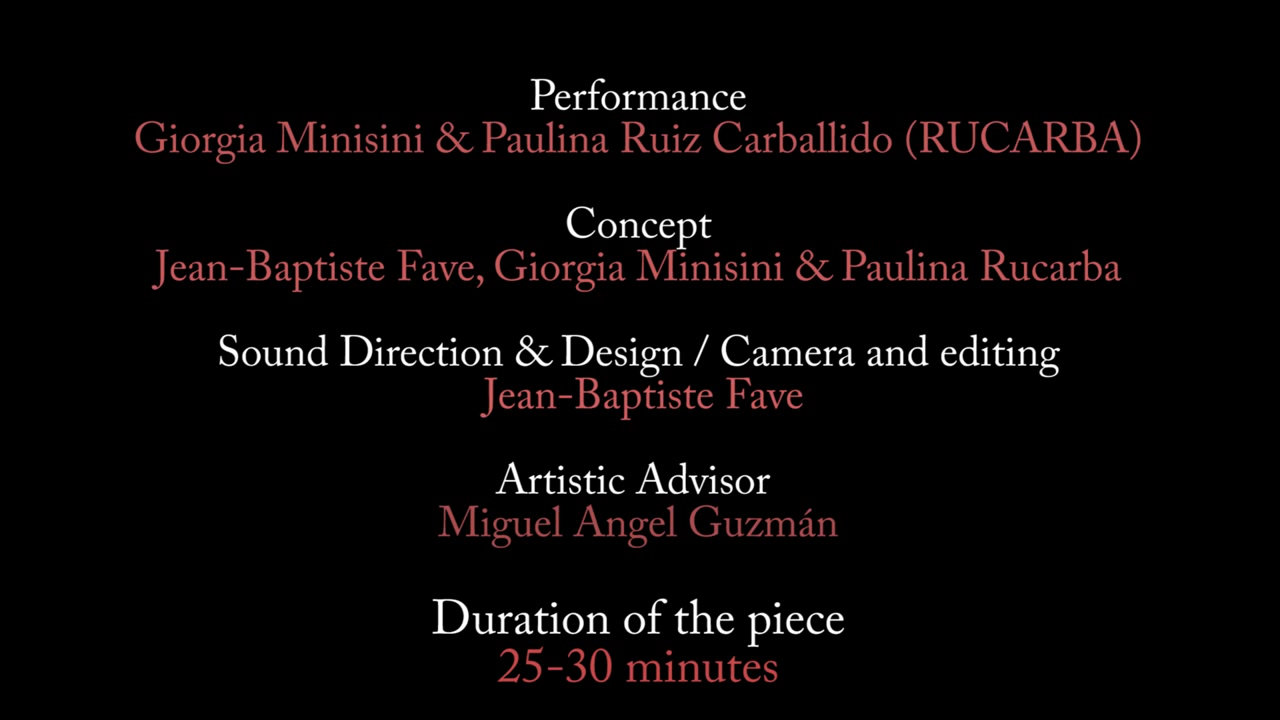 Performance
Giorgia Minisini & Paulina Ruiz Carballido (RUCARBA)
Concept
Jean-Baptiste Fave, Giorgia Minisini & Paulina Rucarba
Sound Direction & Design / Camera and editing
Jean-Baptiste Fave
Artistic Advisor
Miguel Angel Guzmán
Duration of the piece
25-30 minutes